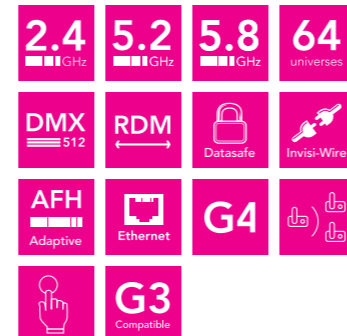 2.4 5.2 5.8 64
GHz GHz GHz universes
DMX RDM
512 Datasafe Invisi-Wire
AFH G4
Adaptive Ethernet
G3
Compatible